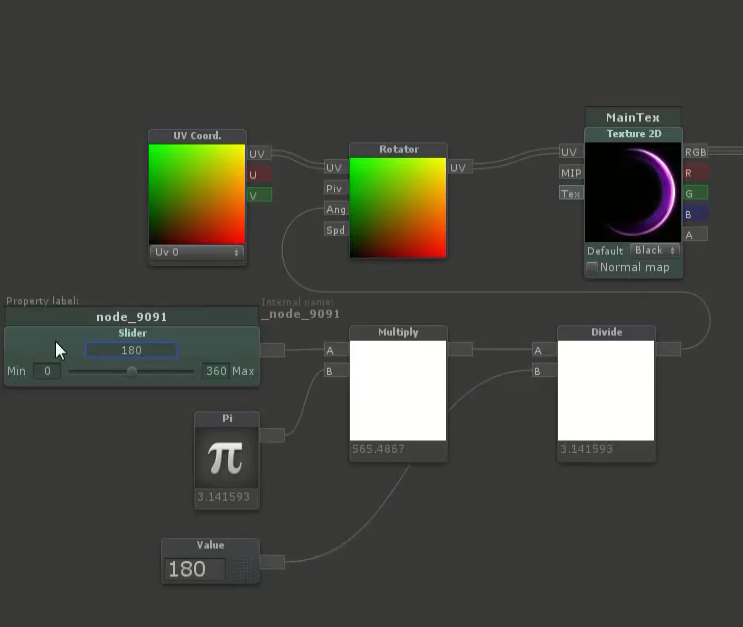 MainTex
UV Coord.
Texture 2D
Rotator
UV
U
V
Uv 0
UV
Piv
Ang
Spd
UV
UV
MIP
Tex
RGB
R
G
B
A
Default Black
Normal map
Property label:
Internal name:
node_9091
_node_9091
Slider
180
Min 0 360 Max
Multiply
A
B
565.4867
Divide
A
B
3.141593
Pi
π
3.141593
Value
180